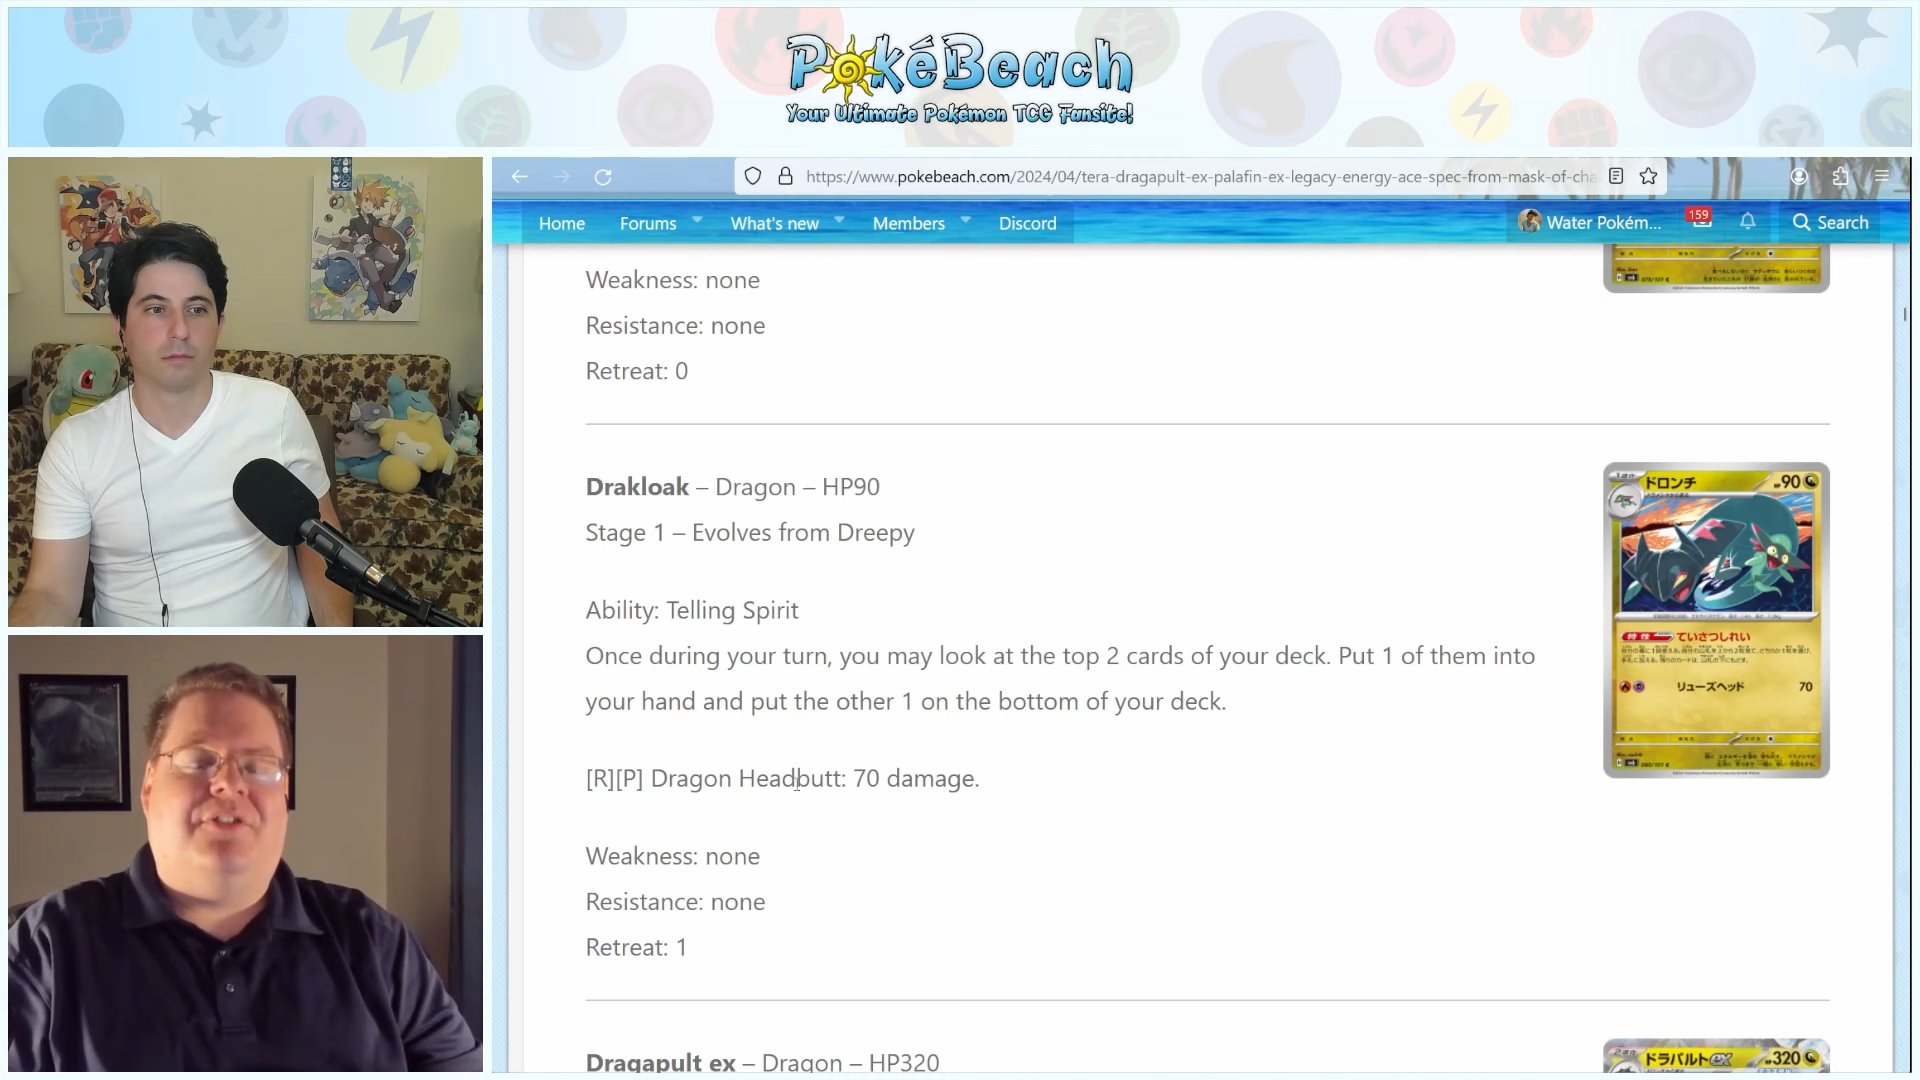 PokéBeach
Your Ultimate Pokémon TCG Fansite!
https://www.pokebeach.com/2024/04/tera-dragapult-ex-palafin-ex-legacy-energy-ace-spec-from-mask-of-cha
Home Forums What's new Members Discord Water Pokém... 159 Search
Weakness: none
Resistance: none
Retreat: 0
Drakloak – Dragon – HP90
Stage 1 – Evolves from Dreepy
Ability: Telling Spirit
Once during your turn, you may look at the top 2 cards of your deck. Put 1 of them into
your hand and put the other 1 on the bottom of your deck.
[R][P] Dragon Headbutt: 70 damage.
Weakness: none
Resistance: none
Retreat: 1
ドロンチ 90
特性 ていさつしれい
リューズヘッド 70
Dragapult ex – Dragon – HP320
ドラパルトex 320